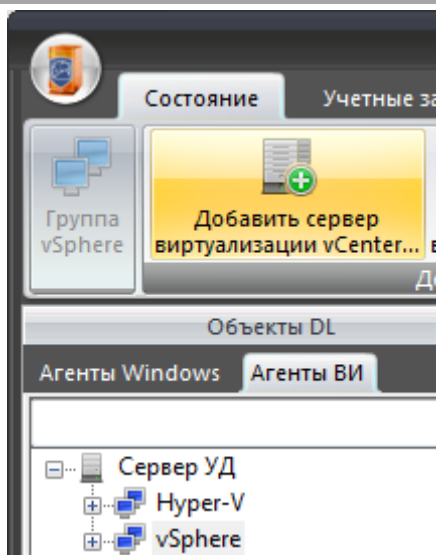 Состояние
Учетные за
Группа
vSphere
Добавить сервер
виртуализации vCenter...
До
Объекты DL
Агенты Windows
Агенты ВИ
Сервер УД
Hyper-V
vSphere